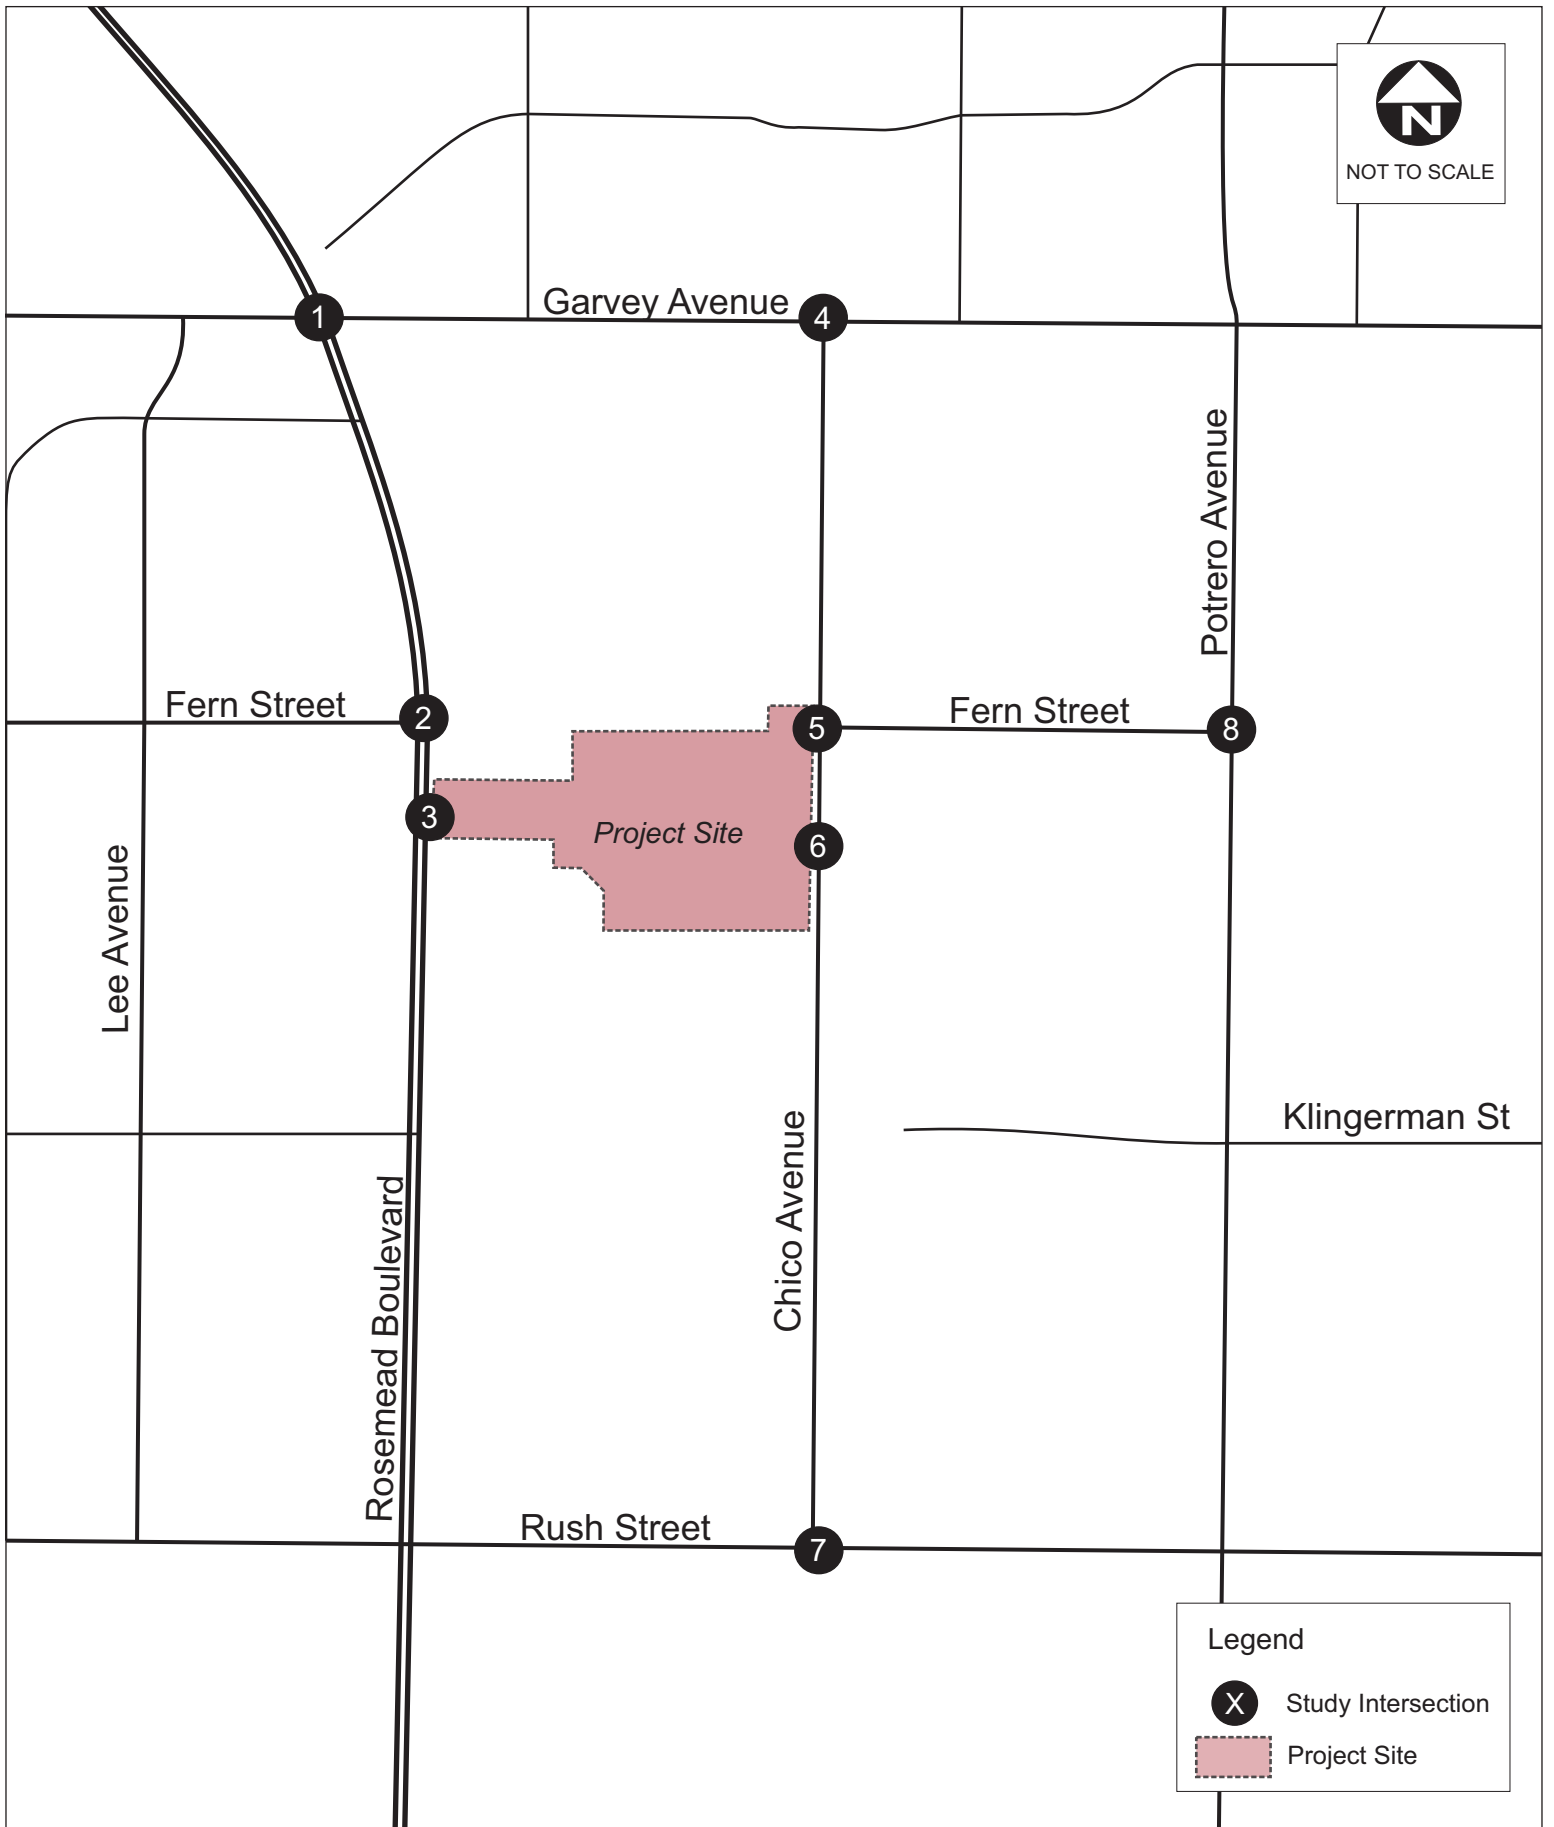 N
NOT TO SCALE
Garvey Avenue
1
4
Potrero Avenue
Fern Street
2
Fern Street
5
8
3
Project Site
6
Lee Avenue
Klingerman St
Chico Avenue
Rosemead Boulevard
Rush Street
7
Legend
X Study Intersection
Project Site